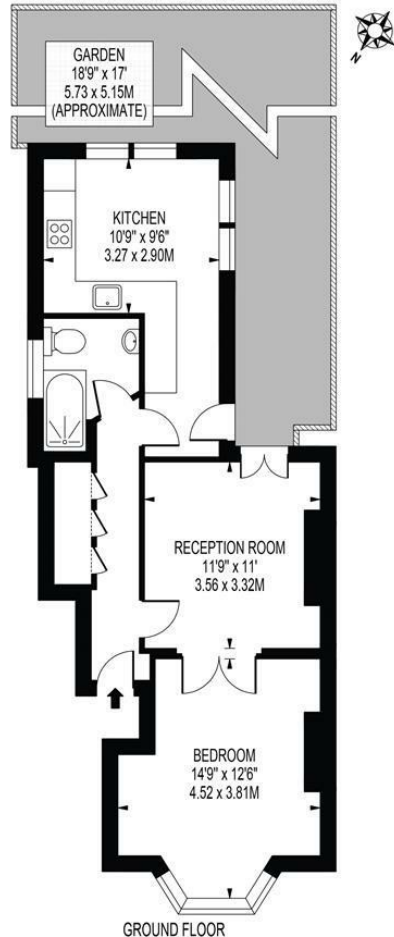 GARDEN
18'9" x 17'
5.73 x 5.15M
(APPROXIMATE)
N
KITCHEN
10'9" x 9'6"
3.27 x 2.90M
RECEPTION ROOM
11'9" x 11'
3.56 x 3.32M
BEDROOM
14'9" x 12'6"
4.52 x 3.81M
GROUND FLOOR